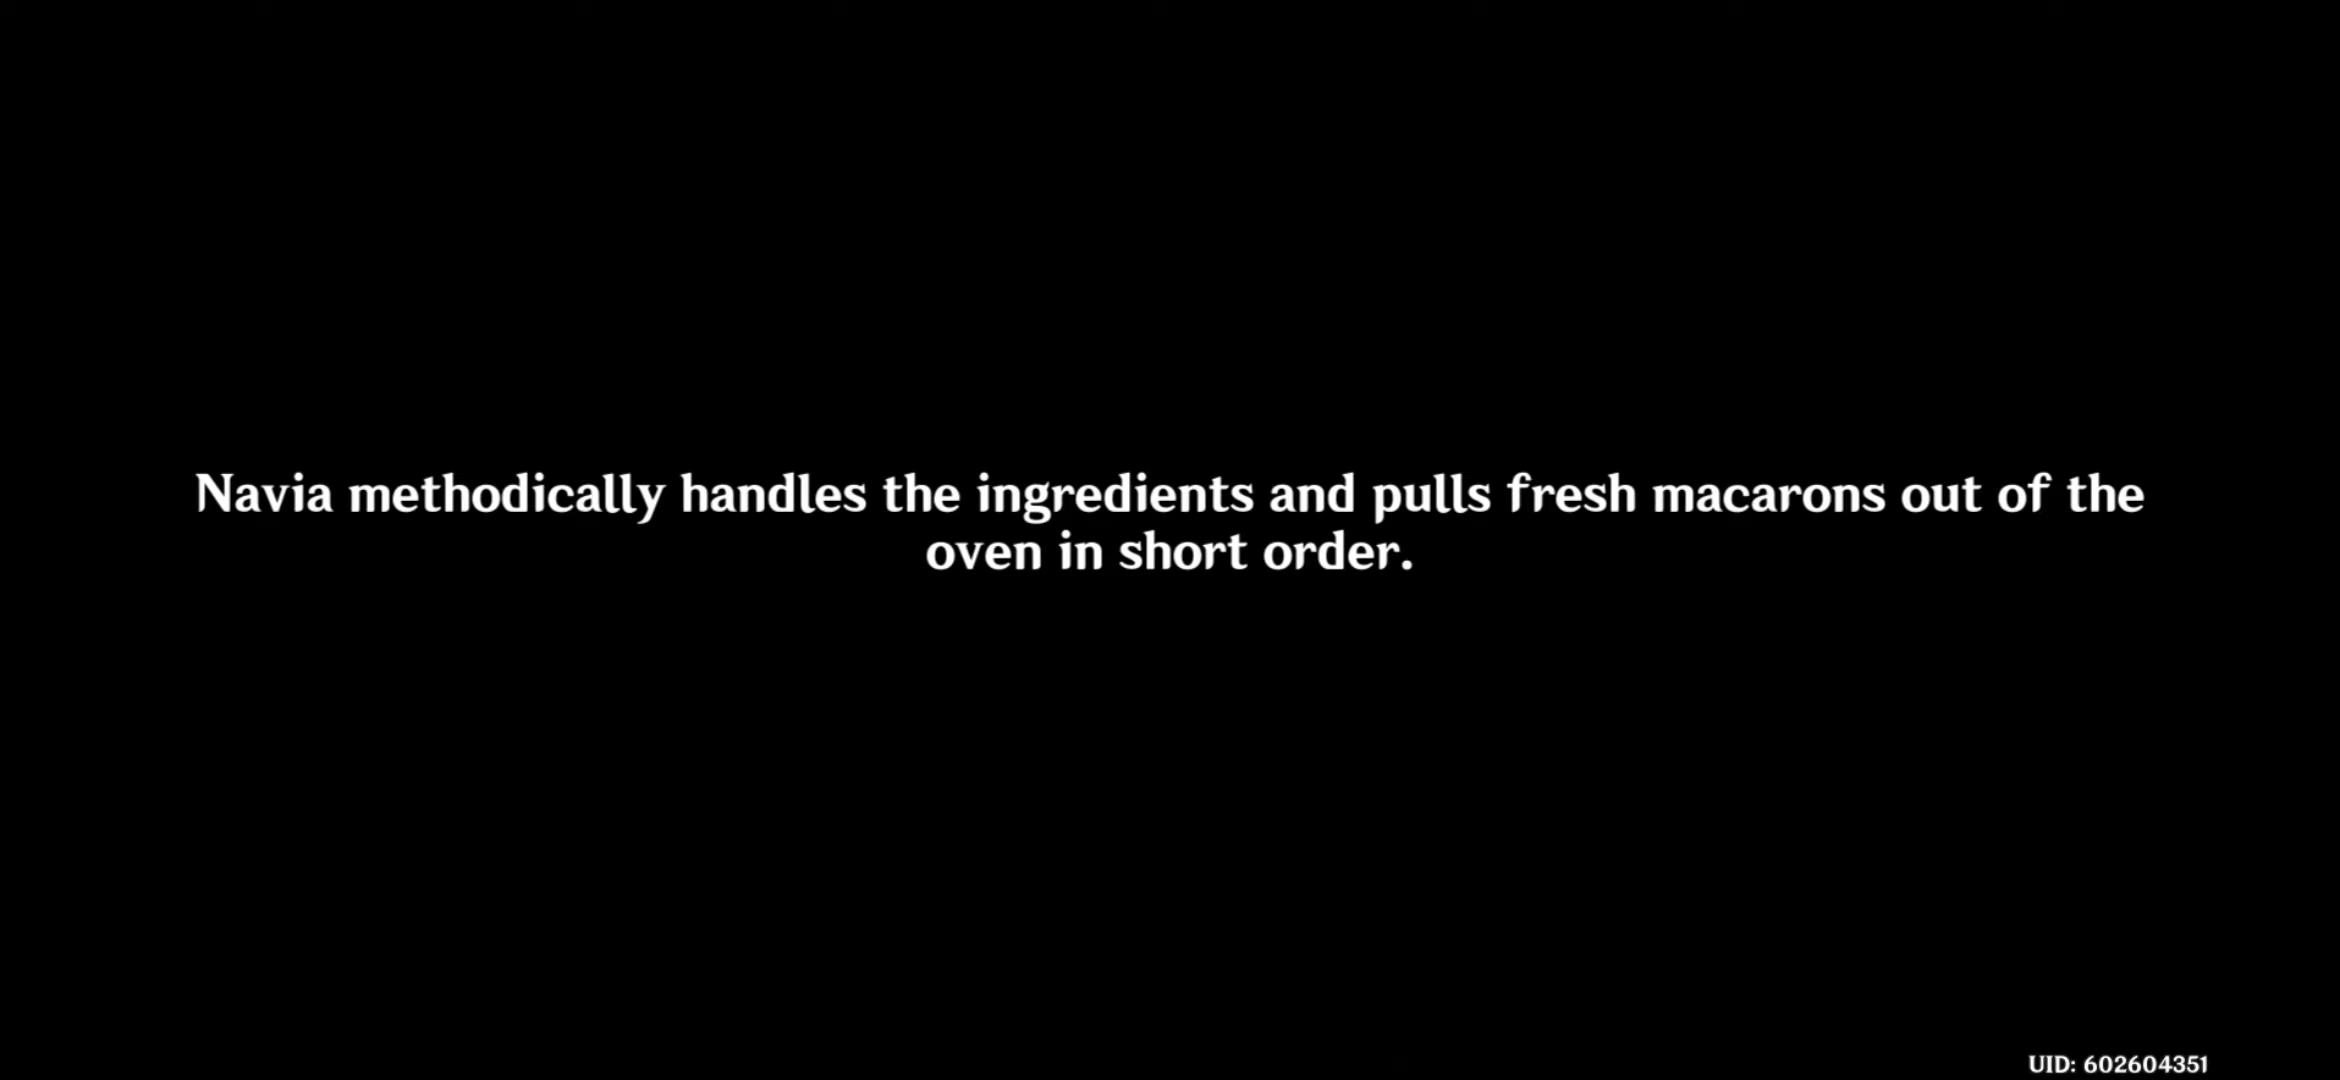 Navia methodically handles the ingredients and pulls fresh macarons out of the
oven in short order.
UID: 602604351